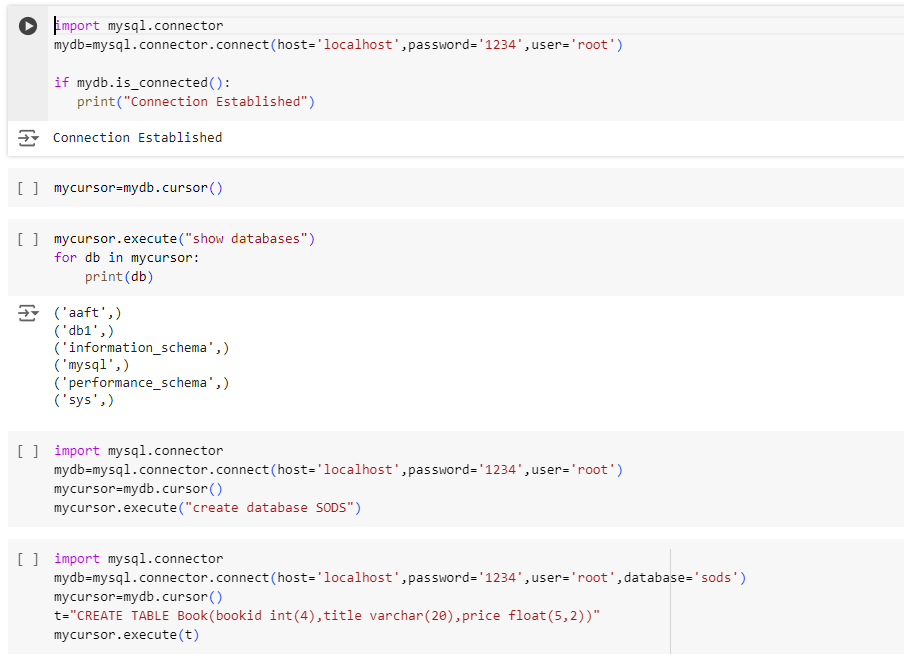 import mysql.connector
mydb=mysql.connector.connect(host='localhost',password='1234',user='root')
if mydb.is_connected():
   print("Connection Established")
Connection Established
[ ] mycursor=mydb.cursor()
[ ] mycursor.execute("show databases")
for db in mycursor:
    print(db)
('aaft',)
('db1',)
('information_schema',)
('mysql',)
('performance_schema',)
('sys',)
[ ] import mysql.connector
mydb=mysql.connector.connect(host='localhost',password='1234',user='root')
mycursor=mydb.cursor()
mycursor.execute("create database SODS")
[ ] import mysql.connector
mydb=mysql.connector.connect(host='localhost',password='1234',user='root',database='sods')
mycursor=mydb.cursor()
t="CREATE TABLE Book(bookid int(4),title varchar(20),price float(5,2))"
mycursor.execute(t)